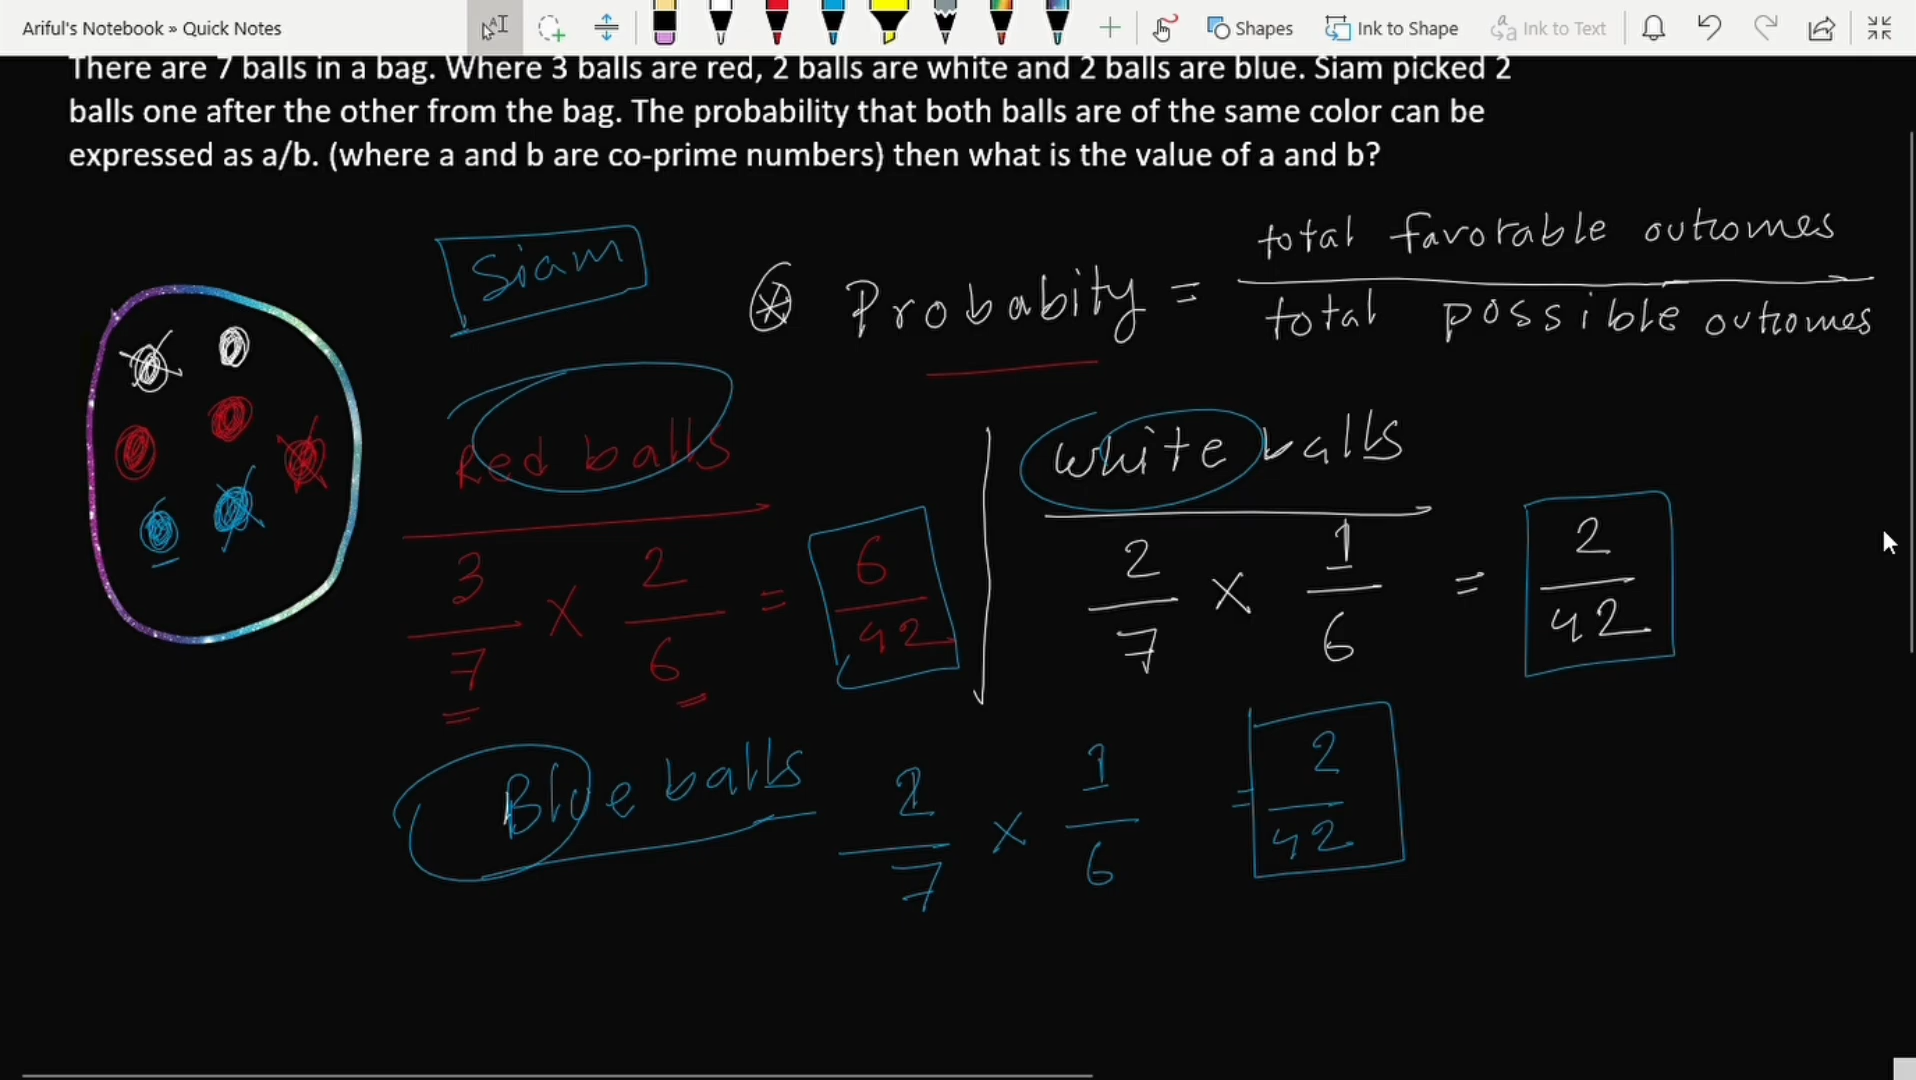 Ariful's Notebook » Quick Notes
Shapes
Ink to Shape
Ink to Text
There are 7 balls in a bag. Where 3 balls are red, 2 balls are white and 2 balls are blue. Siam picked 2
balls one after the other from the bag. The probability that both balls are of the same color can be
expressed as a/b. (where a and b are co-prime numbers) then what is the value of a and b?
Siam
Probabity = total favorable outcomes / total possible outcomes
Red balls
3/7 × 2/6 = 6/42
White balls
2/7 × 1/6 = 2/42
Blue balls 2/7 × 1/6 = 2/42